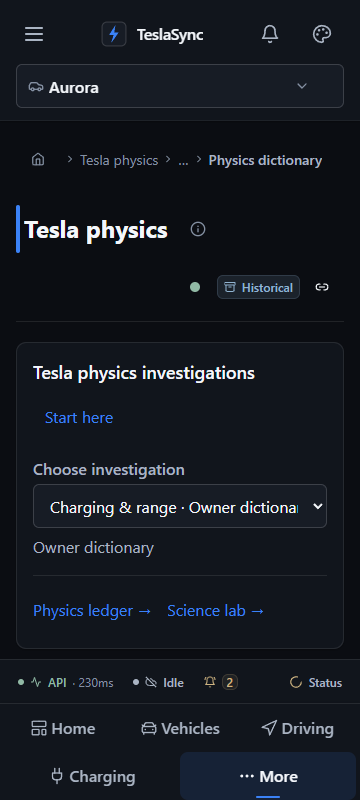 TeslaSync
Aurora
Tesla physics ... Physics dictionary
Tesla physics
Historical
Tesla physics investigations
Start here
Choose investigation
Charging & range · Owner dictionar
Owner dictionary
Physics ledger → Science lab →
API · 230ms Idle 2 Status
Home Vehicles Driving
Charging More